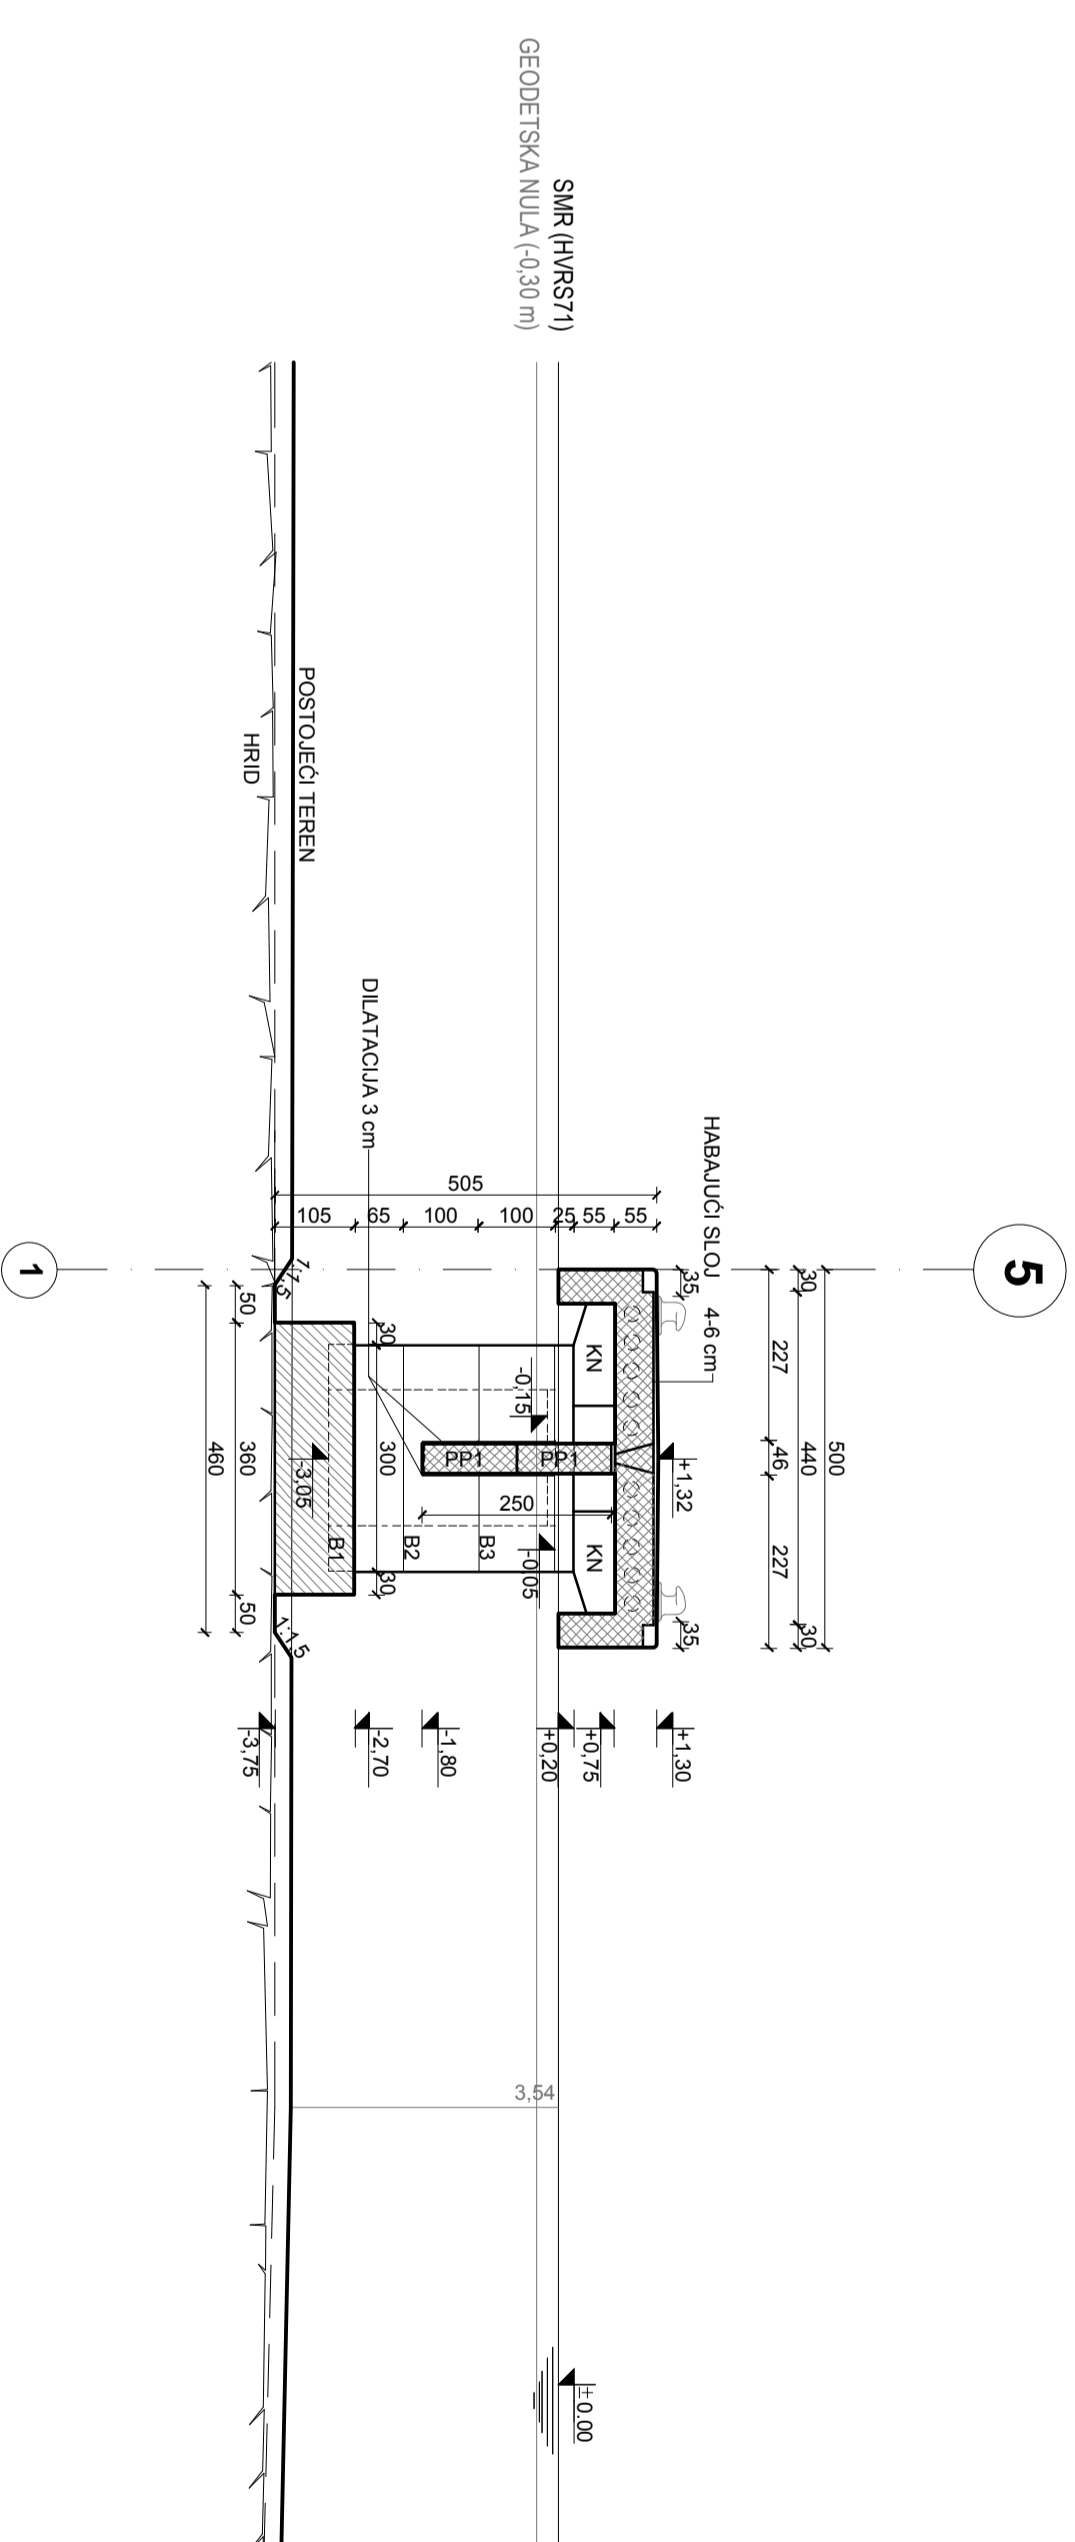 5
500
30 440 30
227 46 227
HABAJUĆI SLOJ 4-6 cm
35 35
+1,32
+1,30
+0,75
+0,20
KN KN
SMR (HVRS71)
GEODETSKA NULA (-0,30 m)
±0.00
-0,15
-0,05
PP1 PP1
250
505
55
55
25
100
100
65
105
B3
B2
B1
-1,80
-2,70
-3,05
-3,75
DILATACIJA 3 cm
30 300 30
POSTOJEĆI TEREN
HRID
1:1,5 1:1,5
50 360 50
460
3,54
1